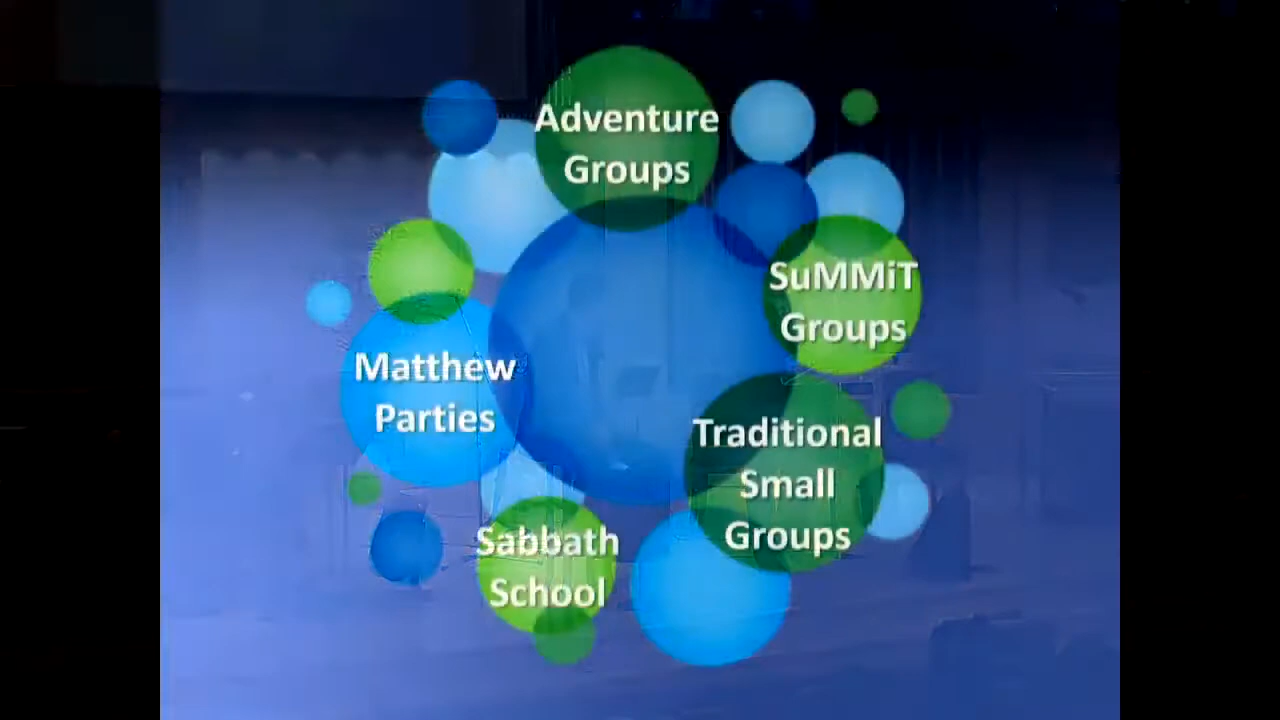 Adventure
Groups
SuMMiT
Groups
Matthew
Parties
Traditional
Small
Groups
Sabbath
School